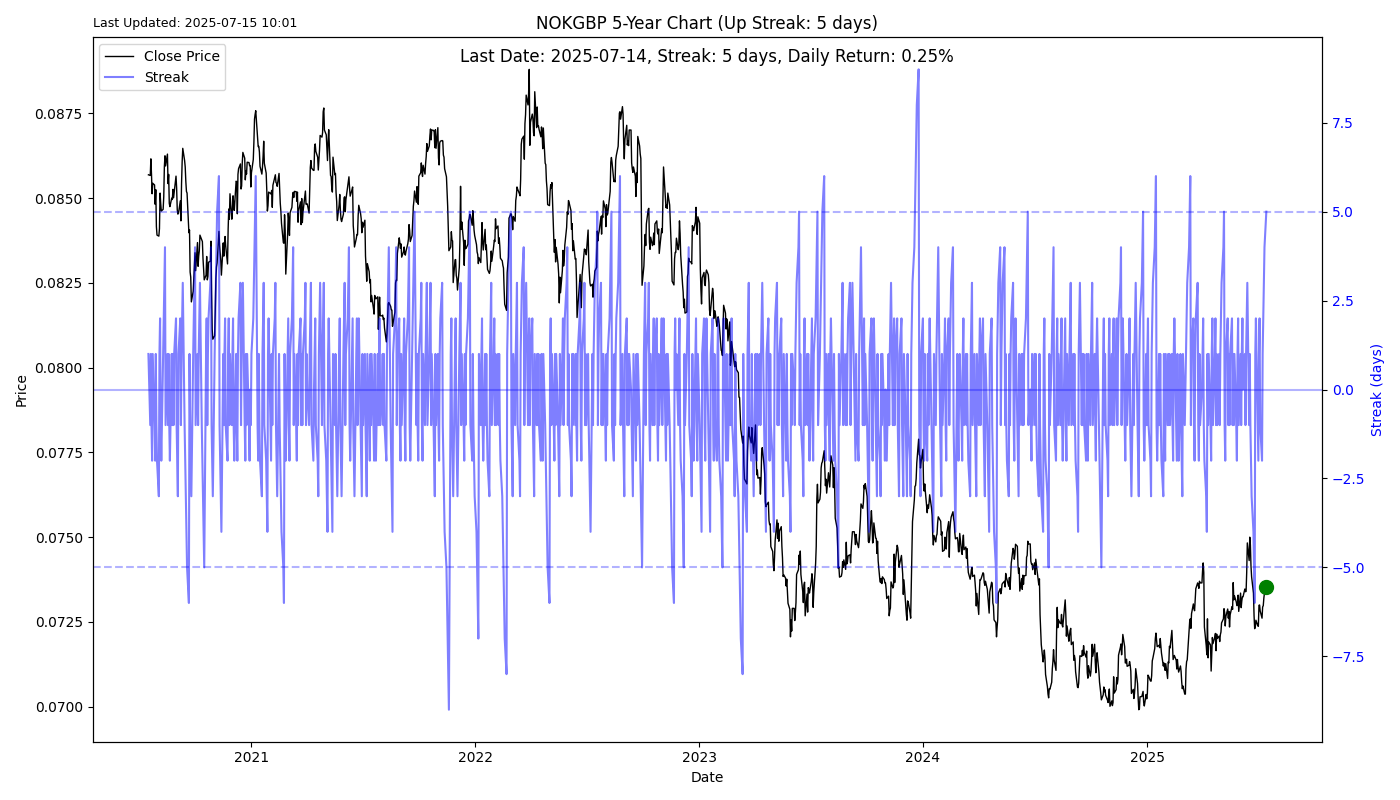 Last Updated: 2025-07-15 10:01
NOKGBP 5-Year Chart (Up Streak: 5 days)
Last Date: 2025-07-14, Streak: 5 days, Daily Return: 0.25%
Close Price
Streak
0.0875
0.0850
0.0825
0.0800
0.0775
0.0750
0.0725
0.0700
Price
7.5
5.0
2.5
0.0
−2.5
−5.0
−7.5
Streak (days)
2021
2022
2023
2024
2025
Date